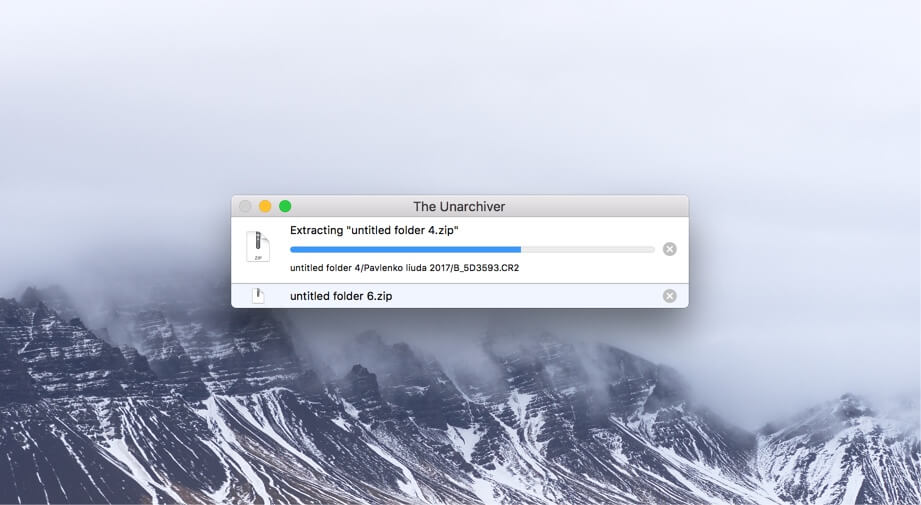 The Unarchiver
Extracting "untitled folder 4.zip"
ZIP
untitled folder 4/Pavlenko liuda 2017/B_5D3593.CR2
untitled folder 6.zip